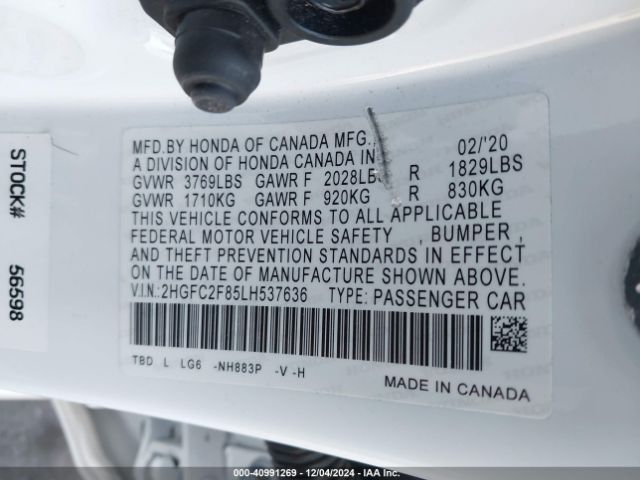 MFD.BY HONDA OF CANADA MFG., 02/'20
A DIVISION OF HONDA CANADA IN
GVWR 3769LBS GAWR F 2028LB R 1829LBS
GVWR 1710KG GAWR F 920KG R 830KG
THIS VEHICLE CONFORMS TO ALL APPLICABLE
FEDERAL MOTOR VEHICLE SAFETY , BUMPER ,
AND THEFT PREVENTION STANDARDS IN EFFECT
ON THE DATE OF MANUFACTURE SHOWN ABOVE.
V.I.N.:2HGFC2F85LH537636 TYPE: PASSENGER CAR
TBD L LG6 -NH883P -V -H
MADE IN CANADA
STOCK# 56598
000-40991269 - 12/04/2024 - IAA Inc.